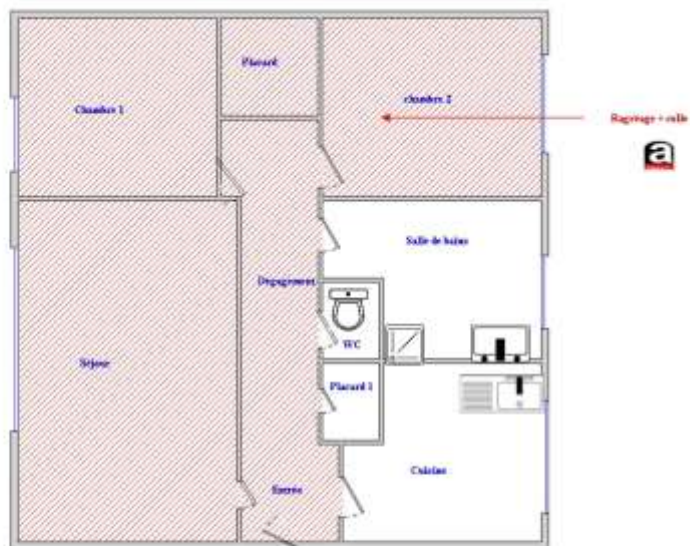 Placard
Chambre 1
chambre 2
Ragréage + colle
a
Salle de bains
Dégagement
WC
Séjour
Placard 1
Cuisine
Entrée